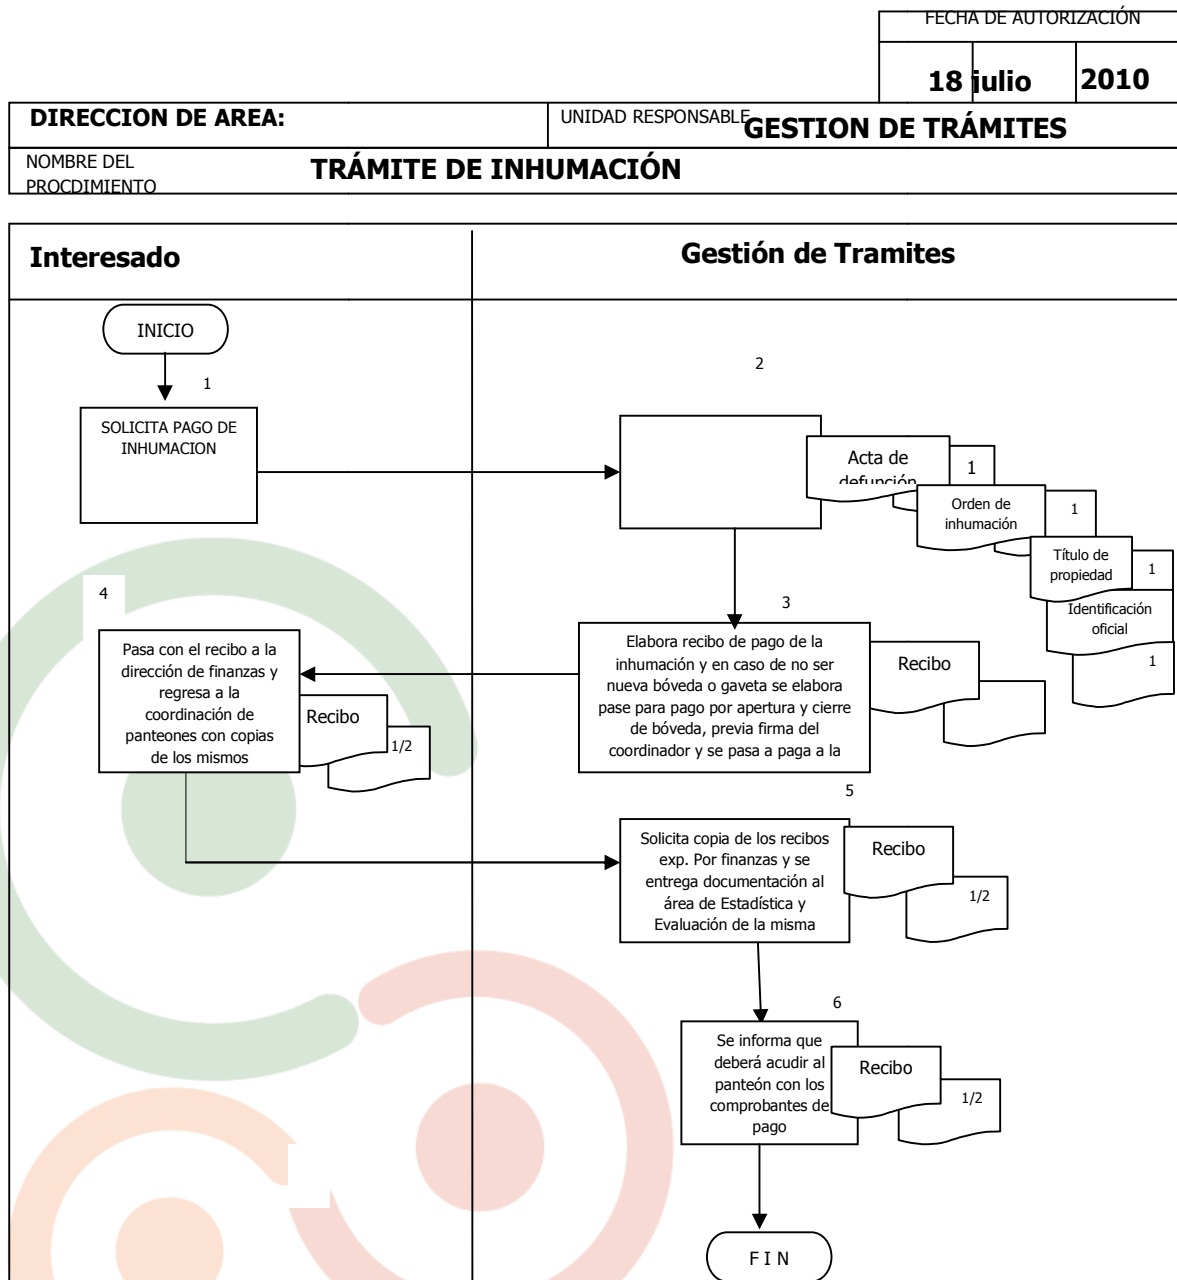 FECHA DE AUTORIZACIÓN
18 julio 2010
DIRECCION DE AREA:
UNIDAD RESPONSABLE
GESTION DE TRÁMITES
NOMBRE DEL
PROCDIMIENTO
TRÁMITE DE INHUMACIÓN
Interesado
Gestión de Tramites
INICIO
1
SOLICITA PAGO DE
INHUMACION
2
Acta de
defunción
1
Orden de
inhumación
1
Título de
propiedad
1
Identificación
oficial
1
3
Elabora recibo de pago de la
inhumación y en caso de no ser
nueva bóveda o gaveta se elabora
pase para pago por apertura y cierre
de bóveda, previa firma del
coordinador y se pasa a paga a la
Recibo
4
Pasa con el recibo a la
dirección de finanzas y
regresa a la
coordinación de
panteones con copias
de los mismos
Recibo
1/2
5
Solicita copia de los recibos
exp. Por finanzas y se
entrega documentación al
área de Estadística y
Evaluación de la misma
Recibo
1/2
6
Se informa que
deberá acudir al
panteón con los
comprobantes de
pago
Recibo
1/2
F I N